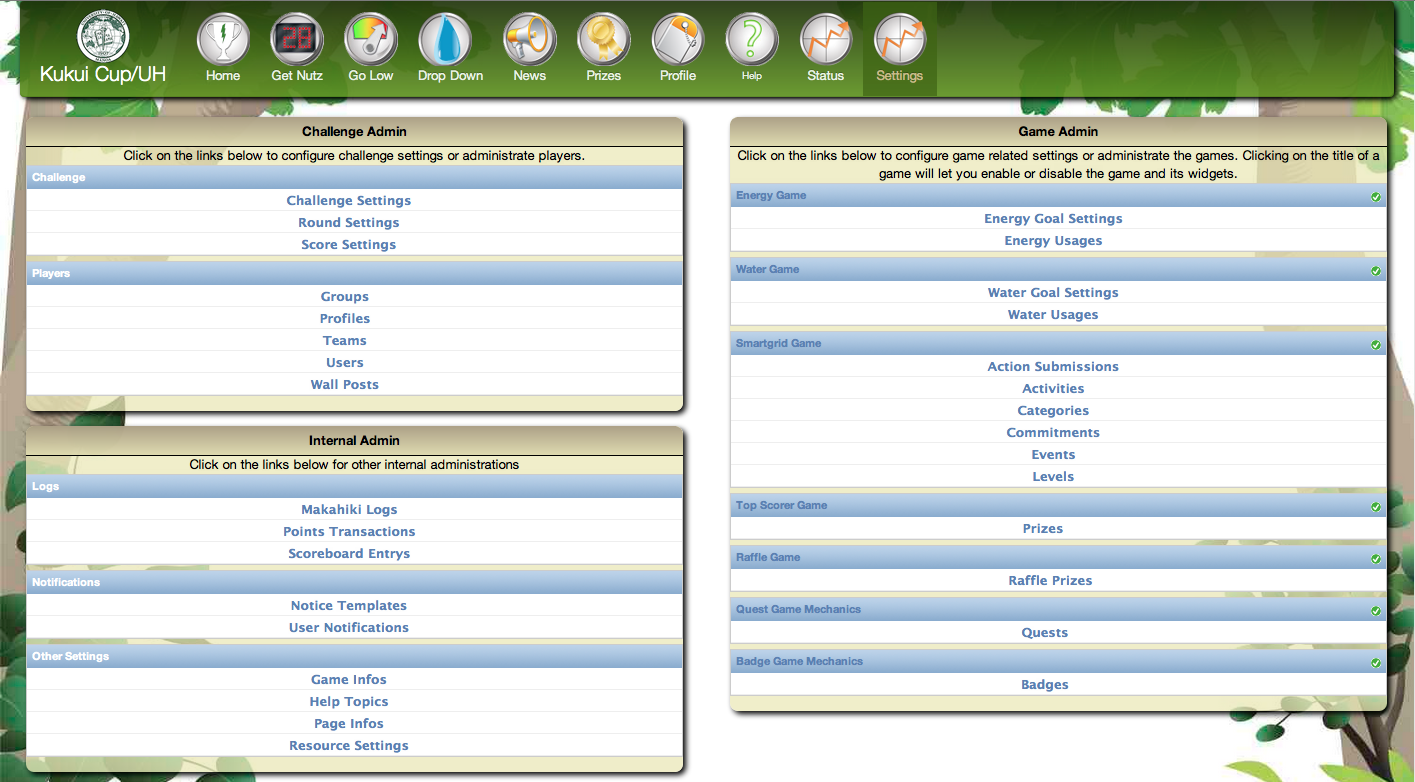 Kukui Cup/UH
Home
28
Get Nutz
Go Low
Drop Down
News
Prizes
Profile
Help
Status
Settings
Challenge Admin
Click on the links below to configure challenge settings or administrate players.
Challenge
Challenge Settings
Round Settings
Score Settings
Players
Groups
Profiles
Teams
Users
Wall Posts
Internal Admin
Click on the links below for other internal administrations
Logs
Makahiki Logs
Points Transactions
Scoreboard Entrys
Notifications
Notice Templates
User Notifications
Other Settings
Game Infos
Help Topics
Page Infos
Resource Settings
Game Admin
Click on the links below to configure game related settings or administrate the games. Clicking on the title of a
game will let you enable or disable the game and its widgets.
Energy Game
Energy Goal Settings
Energy Usages
Water Game
Water Goal Settings
Water Usages
Smartgrid Game
Action Submissions
Activities
Categories
Commitments
Events
Levels
Top Scorer Game
Prizes
Raffle Game
Raffle Prizes
Quest Game Mechanics
Quests
Badge Game Mechanics
Badges